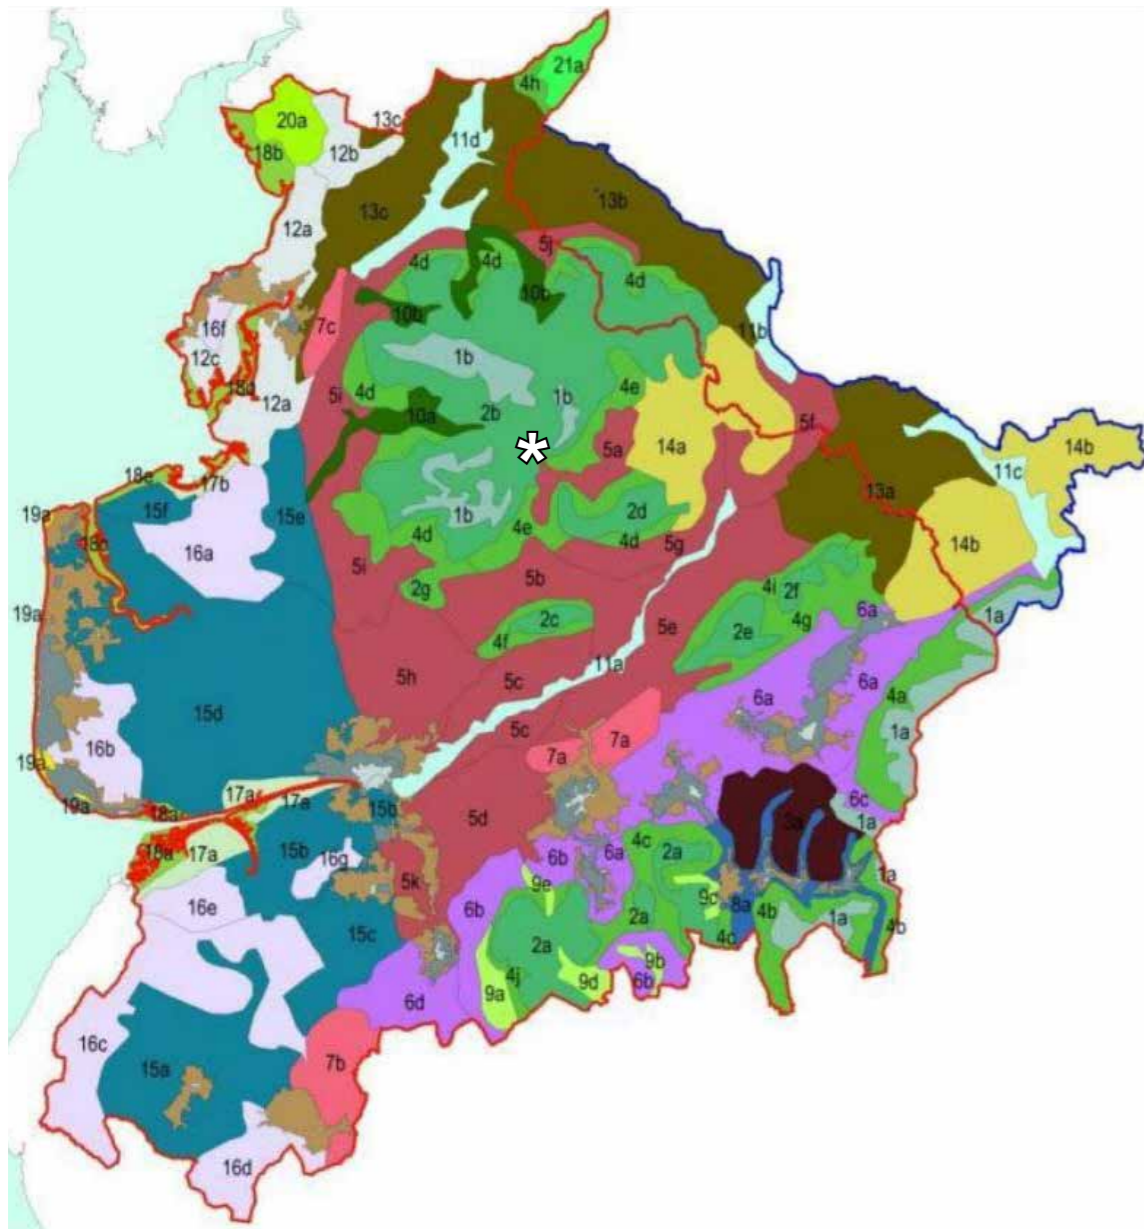 21a
4h
20a
13c
11d
18b
12b
13b
13c
12a
5j
4d
4d
4d
10b
10b
11b
16f
7c
12c
1b
18d
4d
4e
1b
12a
5i
10a
2b
5f
*
5a
14a
14b
11c
18e
17b
13a
19a
15f
15e
1b
2d
18c
4d
4e
4d
5g
14b
16a
5i
5b
4i
2g
2f
19a
2c
6a
1a
4f
5e
2e
4g
11a
5h
5c
6a
6a
4a
15d
1a
16b
5c
7a
7a
19a
17a
17a
6c
19a
18a
15b
1a
5d
3a
18a
17a
15b
4c
16g
6b
6a
2a
5k
9e
1a
16e
9c
8a
6b
2a
4b
1a
4b
15c
2a
4c
9b
4j
9d
6b
9a
6d
16c
7b
15a
16d